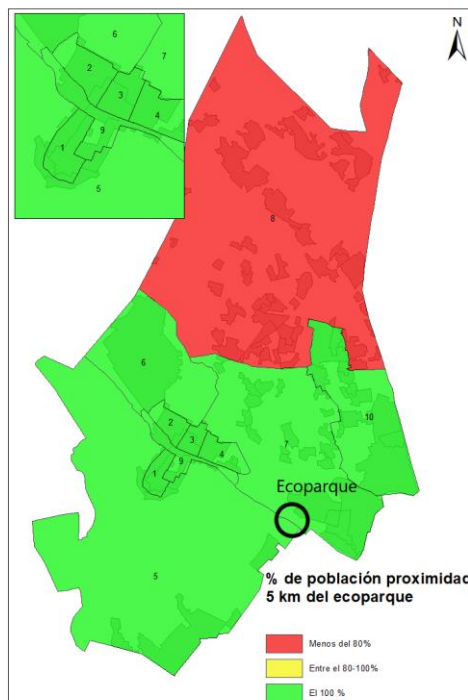 6
7
2
3
4
9
1
5
N
8
6
10
2
3
4
7
9
1
Ecoparque
5
% de población proximidad
5 km del ecoparque
Menos del 80%
Entre el 80-100%
El 100 %